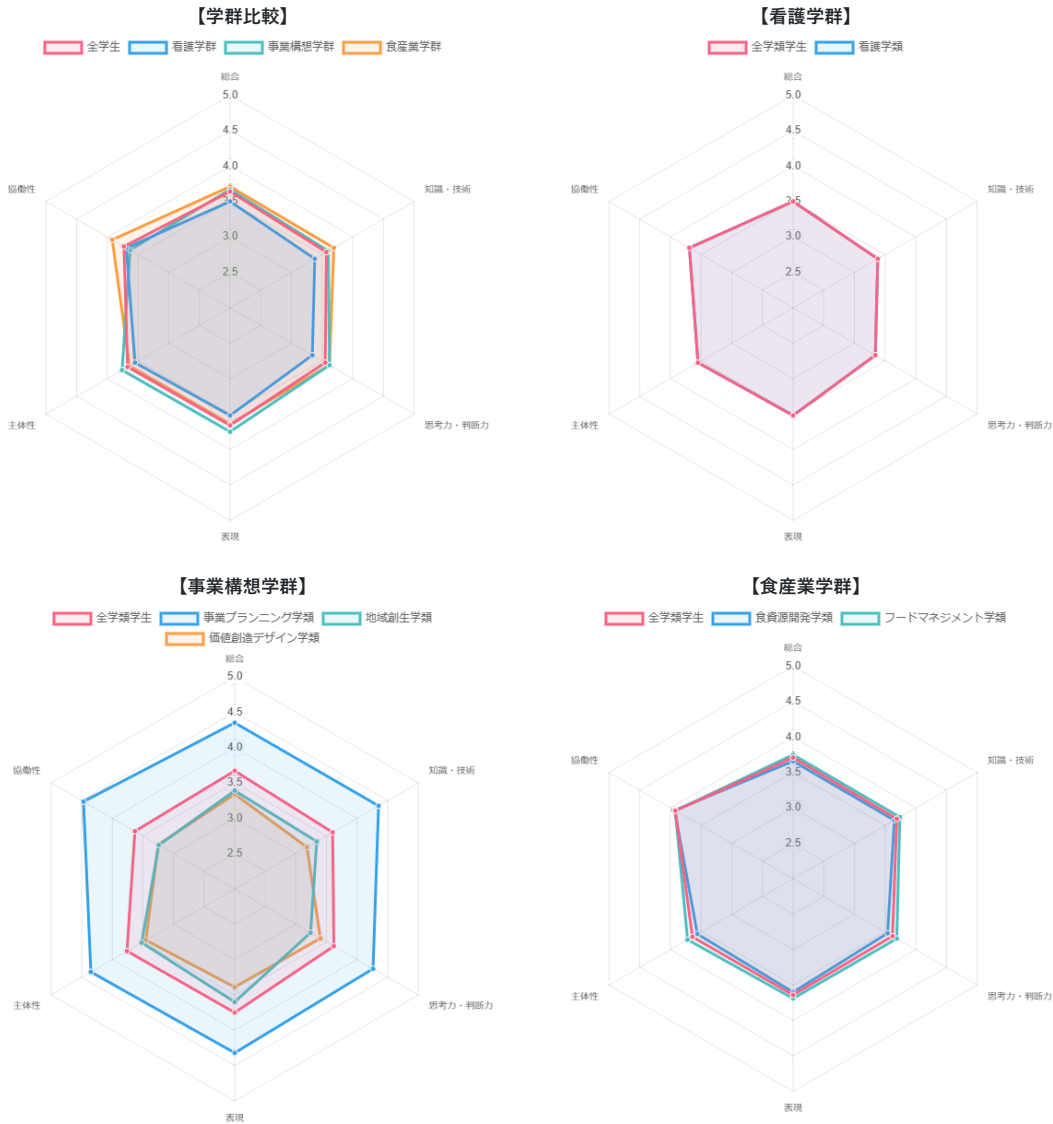 【学群比較】
全学生 看護学群 事業構想学群 食産業学群
総合
5.0
4.5
4.0
3.5
3.0
2.5
知識・技術
思考力・判断力
表現
主体性
協働性
【看護学群】
全学類学生 看護学類
総合
5.0
4.5
4.0
3.5
3.0
2.5
知識・技術
思考力・判断力
表現
主体性
協働性
【事業構想学群】
全学類学生 事業プランニング学類 地域創生学類
価値創造デザイン学類
総合
5.0
4.5
4.0
3.5
3.0
2.5
知識・技術
思考力・判断力
表現
主体性
協働性
【食産業学群】
全学類学生 食資源開発学類 フードマネジメント学類
総合
5.0
4.5
4.0
3.5
3.0
2.5
知識・技術
思考力・判断力
表現
主体性
協働性